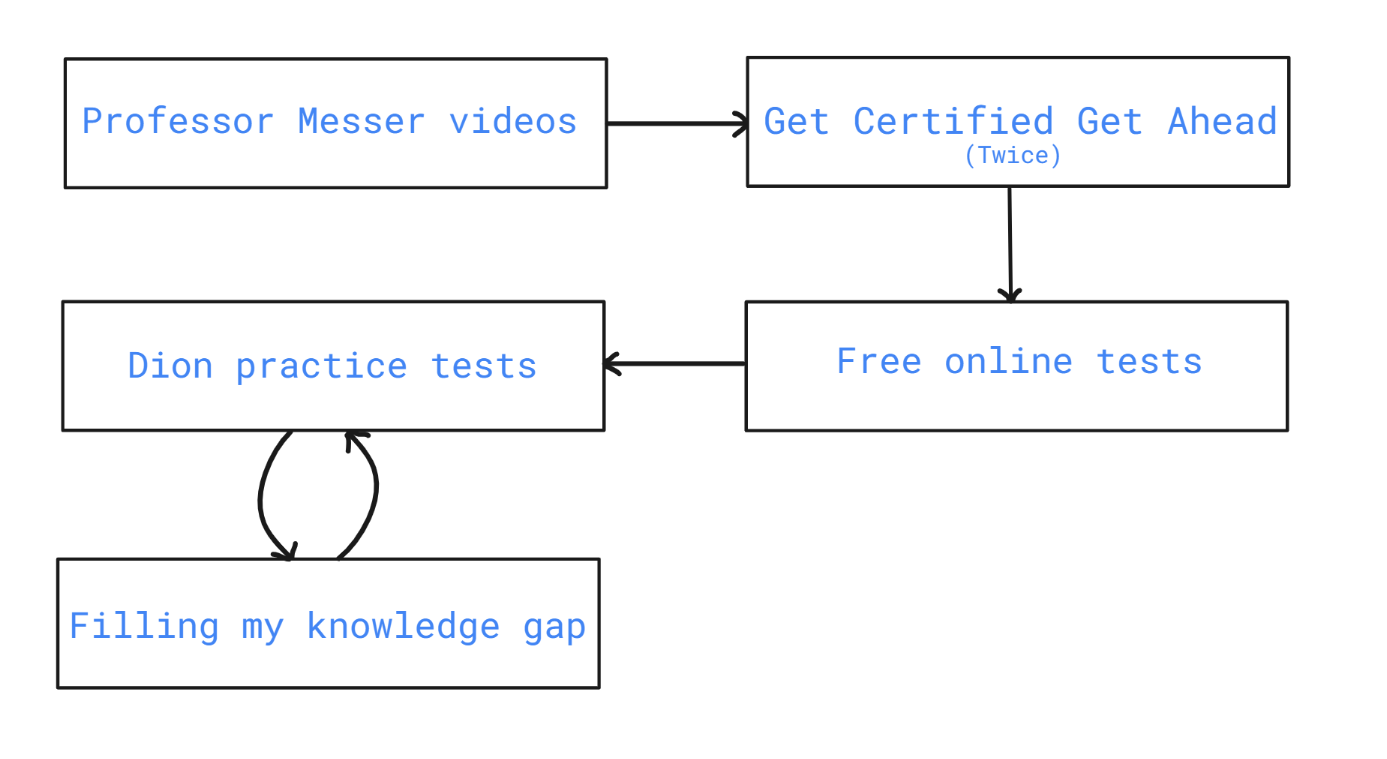 Professor Messer videos
Get Certified Get Ahead
(Twice)
Free online tests
Dion practice tests
Filling my knowledge gap